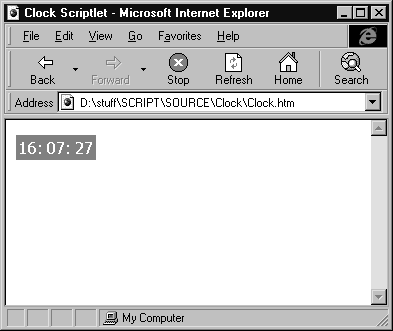 Clock Scriptlet - Microsoft Internet Explorer
File Edit View Go Favorites Help
Back Forward Stop Refresh Home Search
Address D:\stuff\SCRIPT\SOURCE\Clock\Clock.htm
16: 07: 27
My Computer